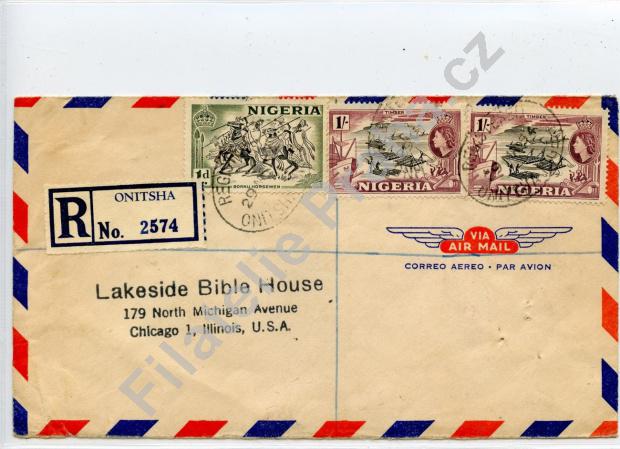 NIGERIA
1d
BORNU HORSEMEN
1/-
TIMBER
NIGERIA
1/-
TIMBER
NIGERIA
ONITSHA
R No. 2574
VIA
AIR MAIL
CORREO AEREO • PAR AVION
Lakeside Bible House
179 North Michigan Avenue
Chicago 1, Illinois, U.S.A.